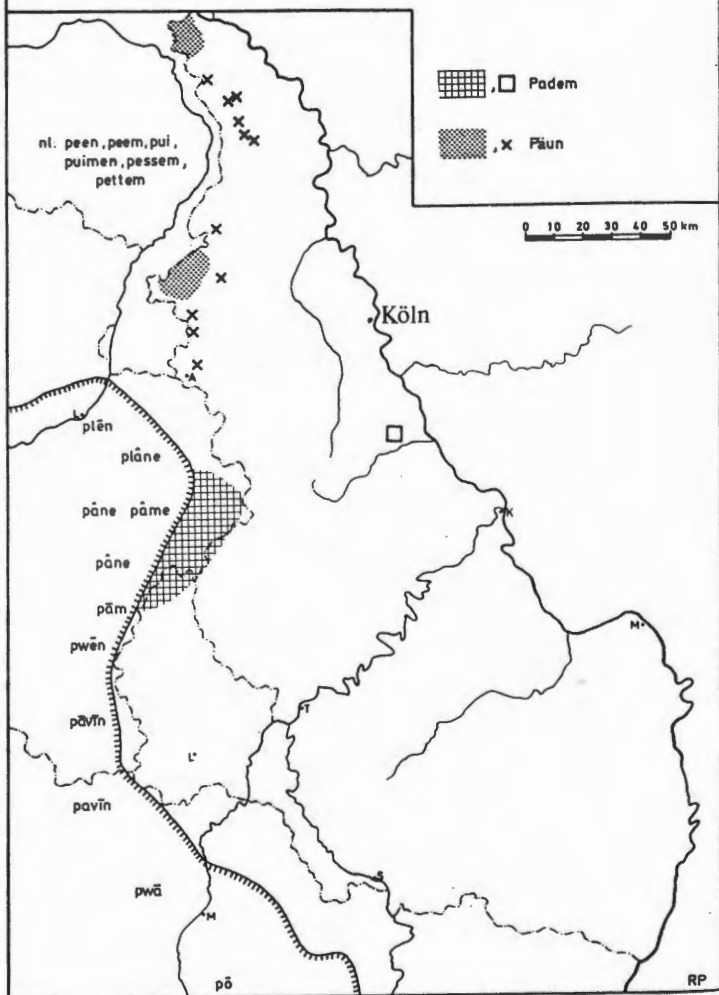 , Padem
, x Päun
nl: peen, peem, pui,
puimen, pessem,
pettem
0 10 20 30 40 50 km
Köln
A
L
plēn
plâne
pâne pâme
K
pâne
pām
M
pwēn
T
pāvīn
L
pavīn
S
pwā
M
pō
RP